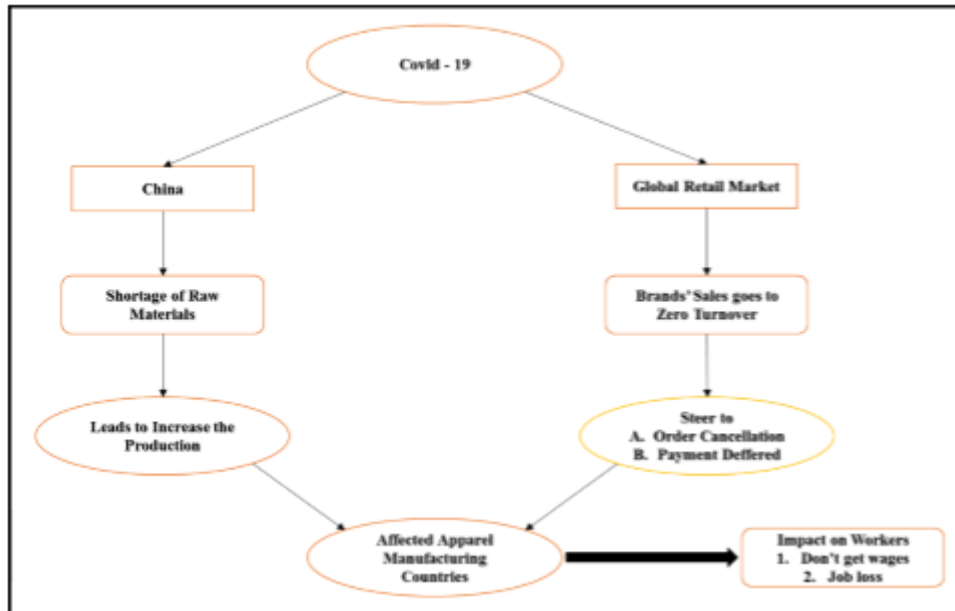 Covid - 19
China
Global Retail Market
Shortage of Raw
Materials
Brands' Sales goes to
Zero Turnover
Leads to Increase the
Production
Steer to
A. Order Cancellation
B. Payment Deffered
Affected Apparel
Manufacturing
Countries
Impact on Workers
1. Don't get wages
2. Job loss